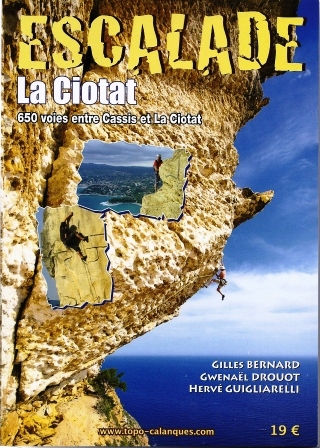 ESCALADE
La Ciotat
650 voies entre Cassis et La Ciotat
GILLES BERNARD
GWENAËL DROUOT
HERVÉ GUIGLIARELLI
www.topo-calanques.com
19 €